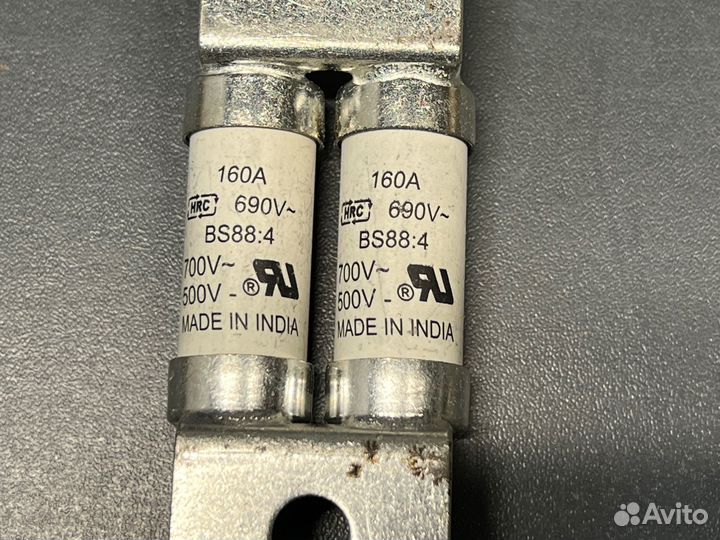 160A
HRC 690V~
BS88:4
700V~
500V - ®
MADE IN INDIA
160A
HRC 690V~
BS88:4
700V~
500V - ®
MADE IN INDIA
Avito